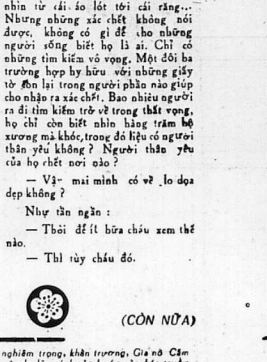 nhìn từ cái áo lót tới cái răng...
Nhưng những xác chết không nói
được, không có gì để cho những
người sống biết họ là ai. Chỉ có
những tìm kiếm vô vọng. Một đôi ba
trường hợp hy hữu với những giấy
tờ còn lại trong người phần nào giúp
cho nhận ra xác chết. Bao nhiêu người
ra đi tìm kiếm trở về trong thất vọng,
họ chỉ còn biết nhìn hàng trăm bộ
xương mà khóc, trong đó liệu có người
thân yêu không ? Người thân yêu
của họ chết nơi nào ?
— Vậ- mai mình có về lo dọa
dẹp không ?
Như tần ngần :
— Thôi để ít bữa cháu xem thế
nào.
— Thì tùy cháu đó.
(CÒN NỮA)
nghiêm trọng, khẩn trương, Gia nô Cầm